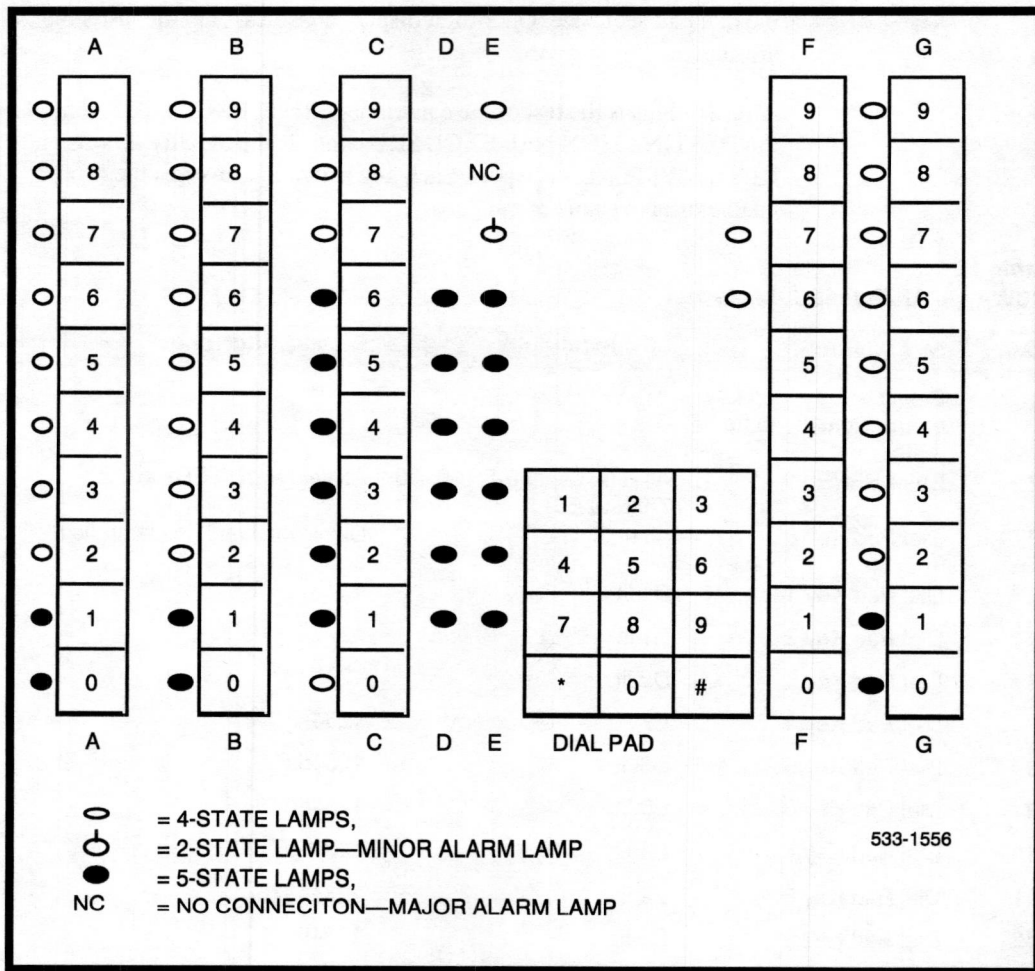 A B C D E F G
9 9 9 9 9
8 8 8 NC 8 8
7 7 7 7 7
6 6 6 6 6
5 5 5 5 5
4 4 4 4 4
3 3 3 1 2 3 3 3
2 2 2 4 5 6 2 2
1 1 1 7 8 9 1 1
0 0 0 * 0 # 0 0
A B C D E DIAL PAD F G
= 4-STATE LAMPS,
= 2-STATE LAMP—MINOR ALARM LAMP
= 5-STATE LAMPS,
NC = NO CONNECITON—MAJOR ALARM LAMP
533-1556